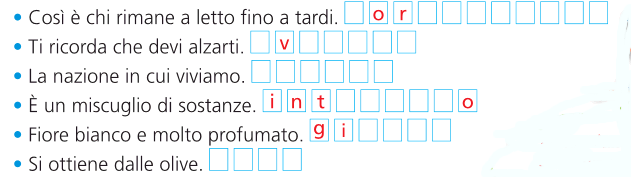 • Così è chi rimane a letto fino a tardi. o r
• Ti ricorda che devi alzarti. v
• La nazione in cui viviamo.
• È un miscuglio di sostanze. i n t o
• Fiore bianco e molto profumato. g i
• Si ottiene dalle olive.